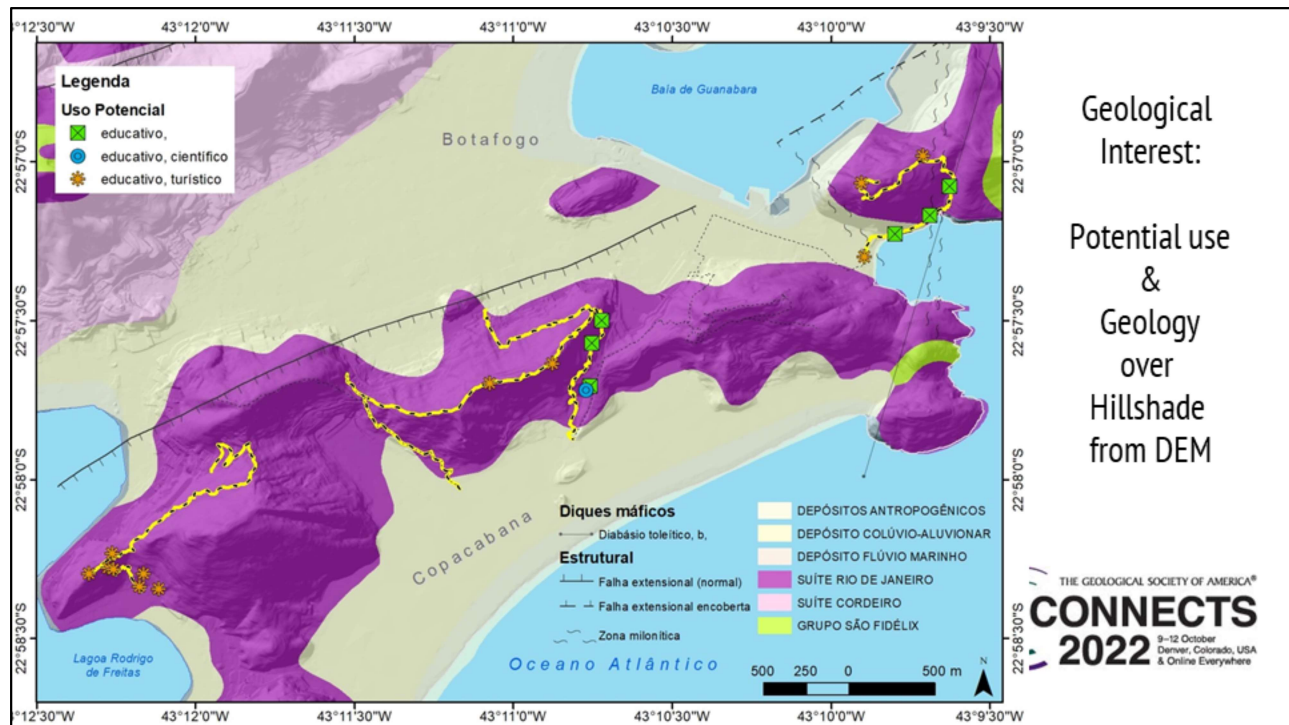 43°12'30"W
43°12'0"W
43°11'30"W
43°11'0"W
43°10'30"W
43°10'0"W
43°9'30"W
22°57'0"S
22°57'30"S
22°58'0"S
22°58'30"S
Legenda
Uso Potencial
educativo,
educativo, científico
educativo, turístico
Baía de Guanabara
Botafogo
Copacabana
Lagoa Rodrigo
de Freitas
Oceano Atlântico
Diques máficos
Diabásio toleítico, b,
Estrutural
Falha extensional (normal)
Falha extensional encoberta
Zona milonítica
DEPÓSITOS ANTROPOGÊNICOS
DEPÓSITO COLÚVIO-ALUVIONAR
DEPÓSITO FLÚVIO MARINHO
SUÍTE RIO DE JANEIRO
SUÍTE CORDEIRO
GRUPO SÃO FIDÉLIX
500 250 0 500 m
N
22°57'0"S
22°57'30"S
22°58'0"S
22°58'30"S
43°12'30"W
43°12'0"W
43°11'30"W
43°11'0"W
43°10'30"W
43°10'0"W
43°9'30"W
Geological
Interest:
Potential use
&
Geology
over
Hillshade
from DEM
THE GEOLOGICAL SOCIETY OF AMERICA®
CONNECTS
2022
9–12 October
Denver, Colorado, USA
& Online Everywhere